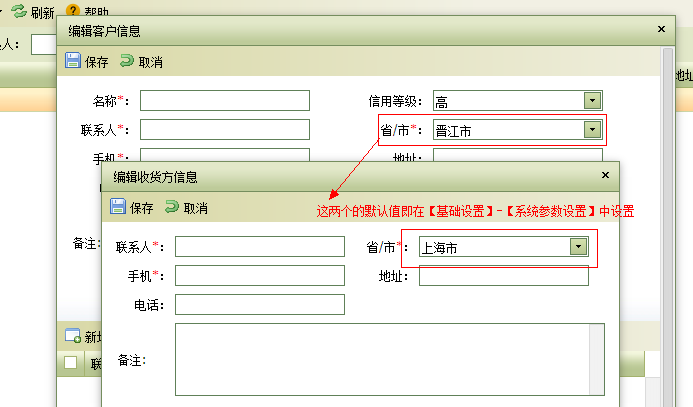 刷新 帮助
编辑客户信息
保存 取消
名称*：
信用等级： 高
联系人*：
省/市*： 晋江市
手机*：
地址：
备注:
新增
联
地址
编辑收货方信息
保存 取消
这两个的默认值即在【基础设置】-【系统参数设置】中设置
联系人*：
省/市*： 上海市
手机*：
地址：
电话：
备注: